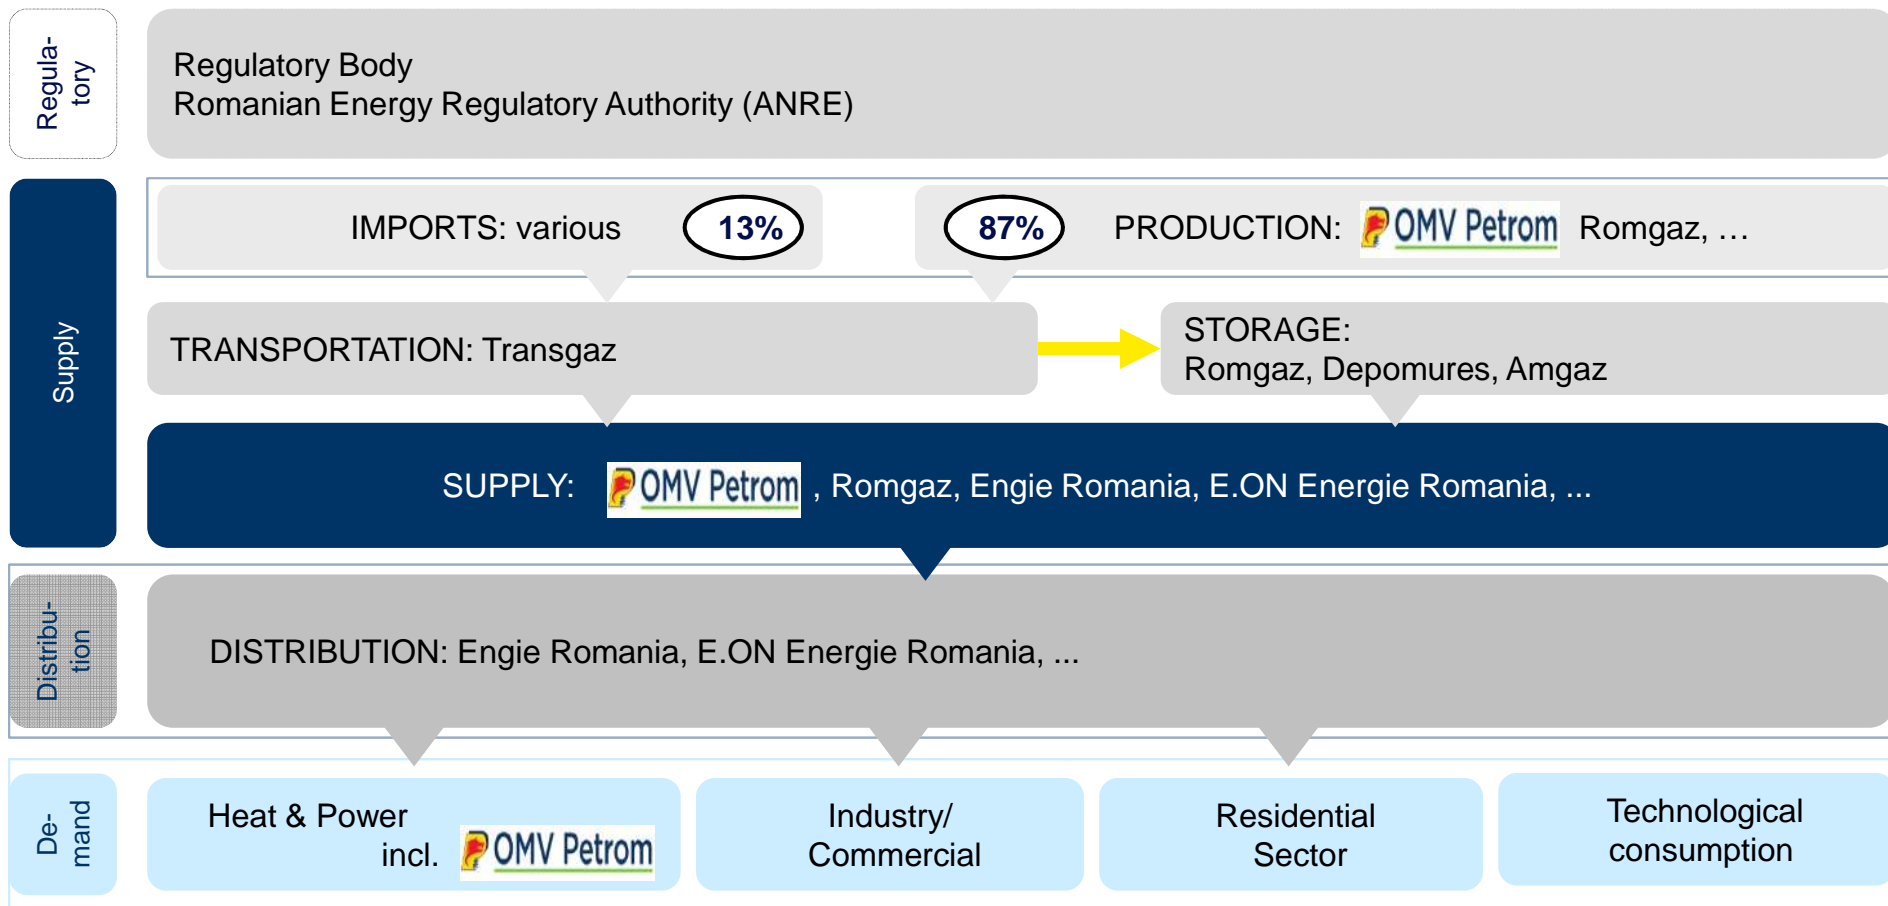 Regula-
tory
Regulatory Body
Romanian Energy Regulatory Authority (ANRE)
Supply
IMPORTS: various 13%
87% PRODUCTION: OMV Petrom Romgaz, …
TRANSPORTATION: Transgaz
STORAGE:
Romgaz, Depomures, Amgaz
SUPPLY: OMV Petrom , Romgaz, Engie Romania, E.ON Energie Romania, ...
Distribu-
tion
DISTRIBUTION: Engie Romania, E.ON Energie Romania, ...
De-
mand
Heat & Power
incl. OMV Petrom
Industry/
Commercial
Residential
Sector
Technological
consumption